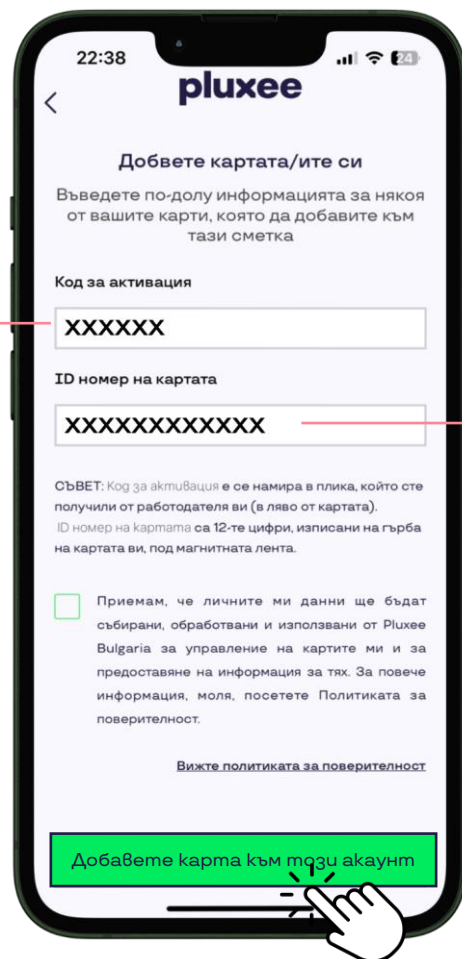 22:38
24
pluxee
Добвете картата/ите си
Въведете по-долу информацията за някоя
от вашите карти, която да добавите към
тази сметка
Код за активация
XXXXXX
ID номер на картата
XXXXXXXXXXXX
СЪВЕТ: Код за активация е се намира в плика, който сте
получили от работодателя ви (в ляво от картата).
ID номер на картата са 12-те цифри, изписани на гърба
на картата ви, под магнитната лента.
Приемам, че личните ми данни ще бъдат
събирани, обработвани и използвани от Pluxee
Bulgaria за управление на картите ми и за
предоставяне на информация за тях. За повече
информация, моля, посетете Политиката за
поверителност.
Вижте политиката за поверителност
Добавете карта към този акаунт